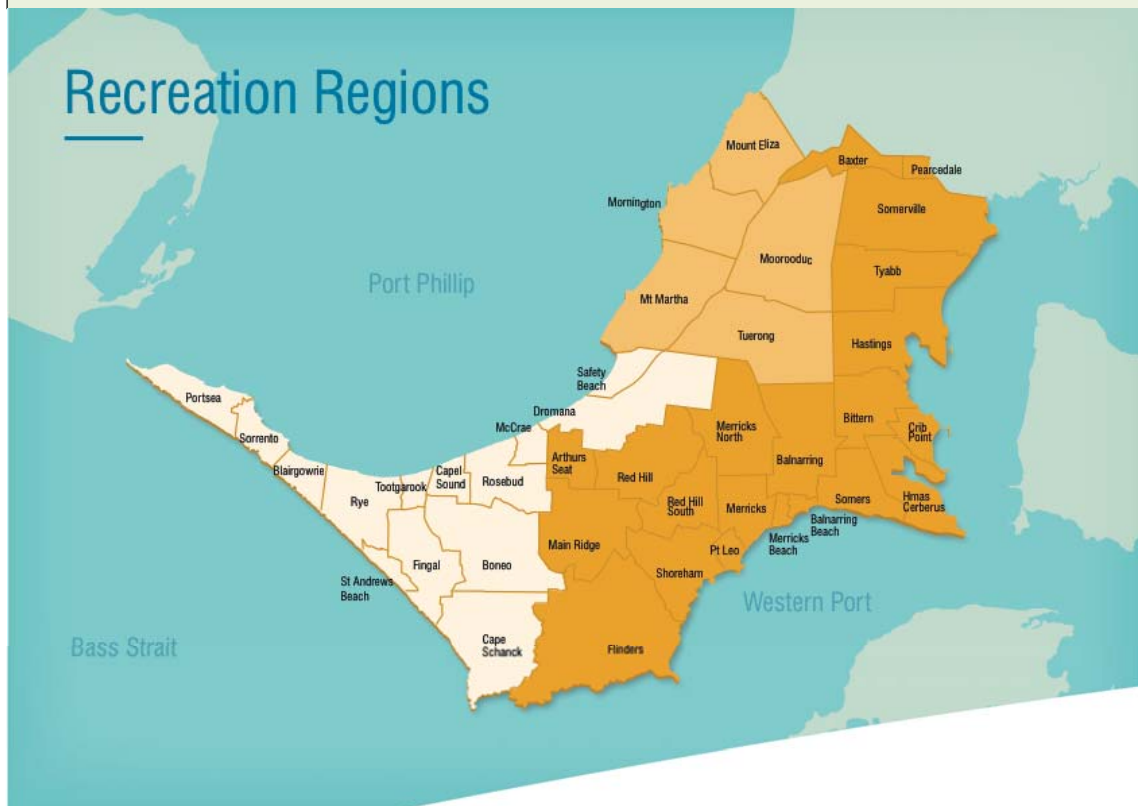 Recreation Regions
Mount Eliza
Baxter
Pearcedale
Mornington
Somerville
Moorooduc
Tyabb
Port Phillip
Mt Martha
Tuerong
Hastings
Safety
Beach
Portsea
Dromana
McCrae
Merricks
North
Bittern
Crib
Point
Sorrento
Arthurs
Seat
Balnarring
Blairgowrie
Capel
Sound
Tootgarook
Rosebud
Red Hill
Rye
Red Hill
South
Merricks
Somers
Hmas
Cerberus
Balnarring
Beach
Merricks
Beach
Main Ridge
Pt Leo
Fingal
Boneo
Shoreham
St Andrews
Beach
Western Port
Bass Strait
Cape
Schanck
Flinders